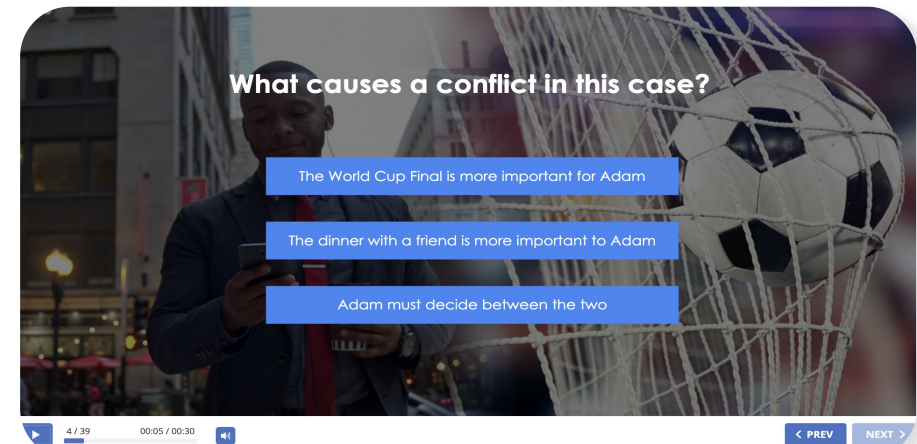 What causes a conflict in this case?
The World Cup Final is more important for Adam
The dinner with a friend is more important to Adam
Adam must decide between the two
4 / 39
00:05 / 00:30
< PREV
NEXT >